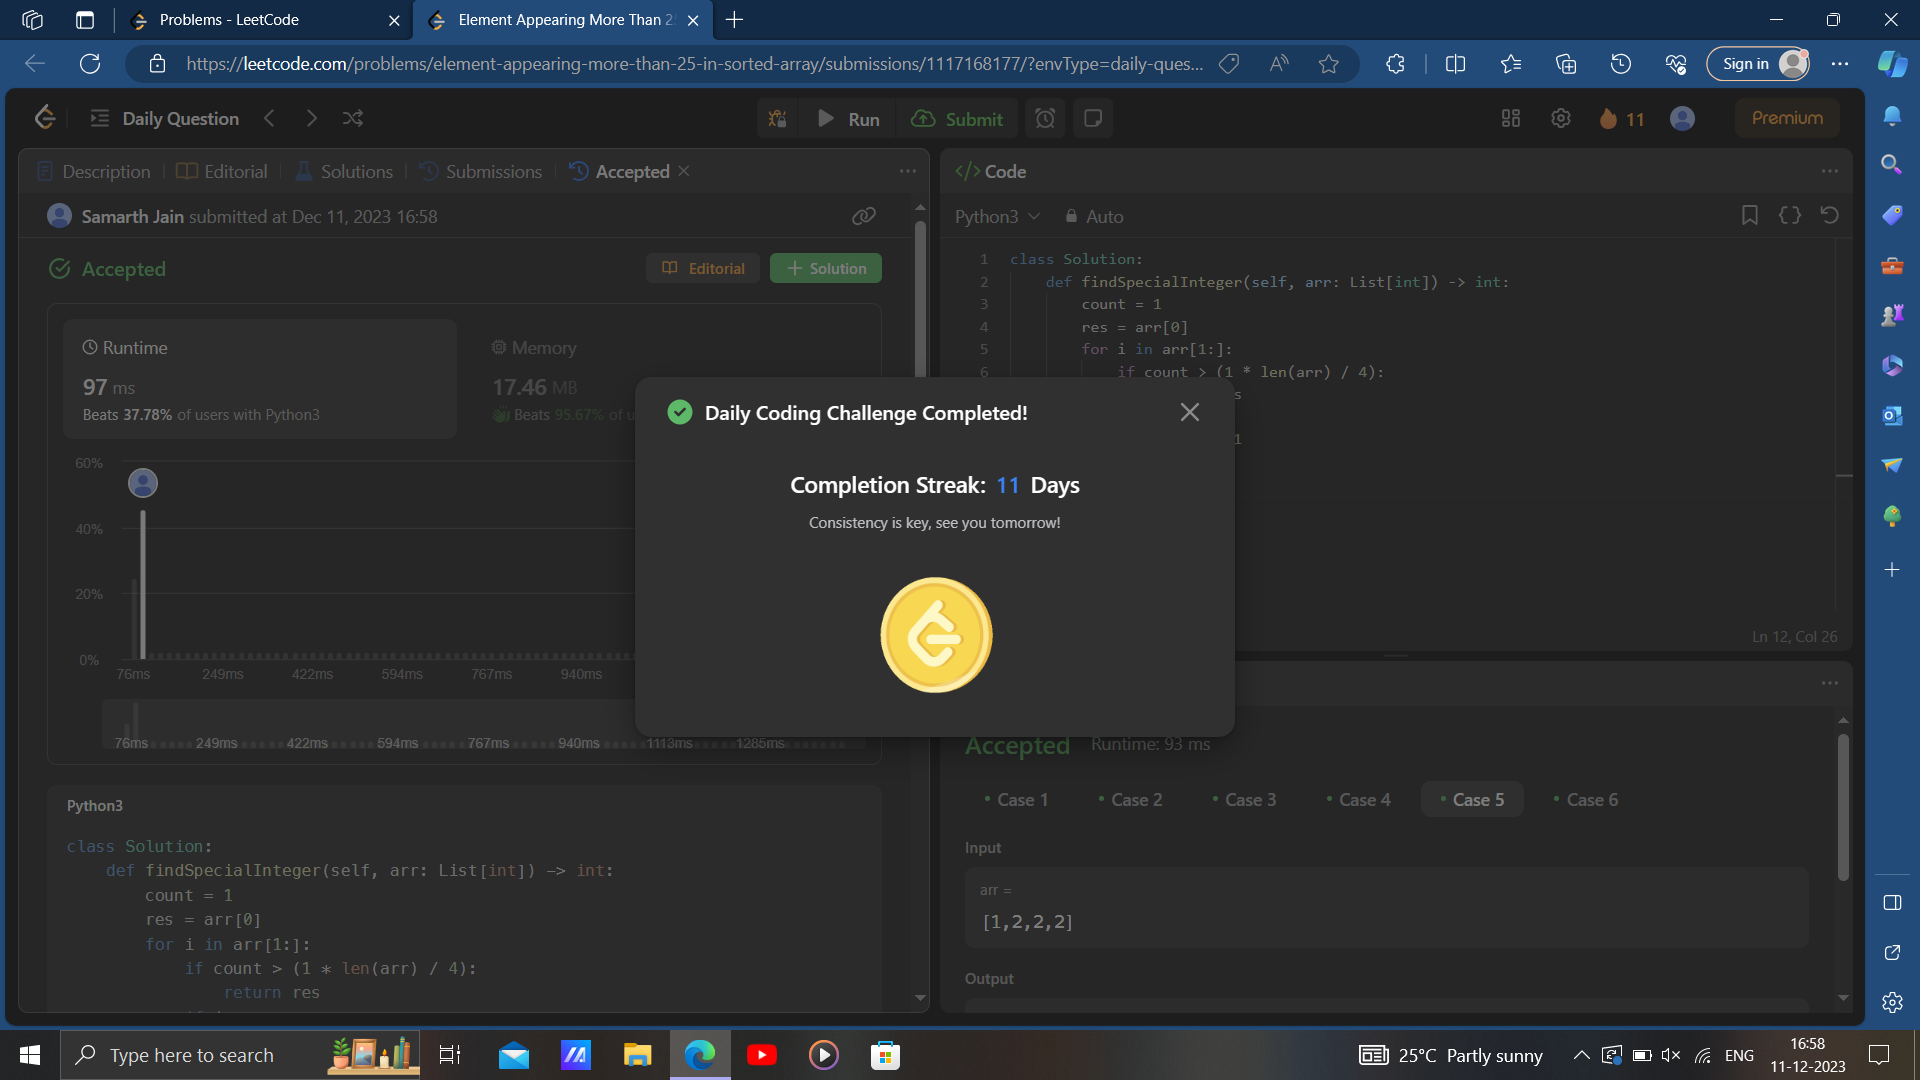 Problems - LeetCode
Element Appearing More Than 2
https://leetcode.com/problems/element-appearing-more-than-25-in-sorted-array/submissions/1117168177/?envType=daily-ques...
Sign in
Daily Question
Run
Submit
11
Premium
Description
Editorial
Solutions
Submissions
Accepted
Samarth Jain submitted at Dec 11, 2023 16:58
Accepted
Editorial
Solution
Runtime
97 ms
Beats 37.78% of users with Python3
Memory
17.46 MB
Beats 95.67% of u
60%
40%
20%
0%
76ms 249ms 422ms 594ms 767ms 940ms
76ms 249ms 422ms 594ms 767ms 940ms 1113ms 1285ms
Python3
class Solution:
def findSpecialInteger(self, arr: List[int]) -> int:
count = 1
res = arr[0]
for i in arr[1:]:
if count > (1 * len(arr) / 4):
return res
</> Code
Python3
Auto
1 class Solution:
2 def findSpecialInteger(self, arr: List[int]) -> int:
3 count = 1
4 res = arr[0]
5 for i in arr[1:]:
6 if count > (1 * len(arr) / 4):
s
1
Ln 12, Col 26
Daily Coding Challenge Completed!
Completion Streak: 11 Days
Consistency is key, see you tomorrow!
Accepted Runtime: 93 ms
Case 1
Case 2
Case 3
Case 4
Case 5
Case 6
Input
arr =
[1,2,2,2]
Output
Type here to search
25°C Partly sunny
ENG
16:58
11-12-2023